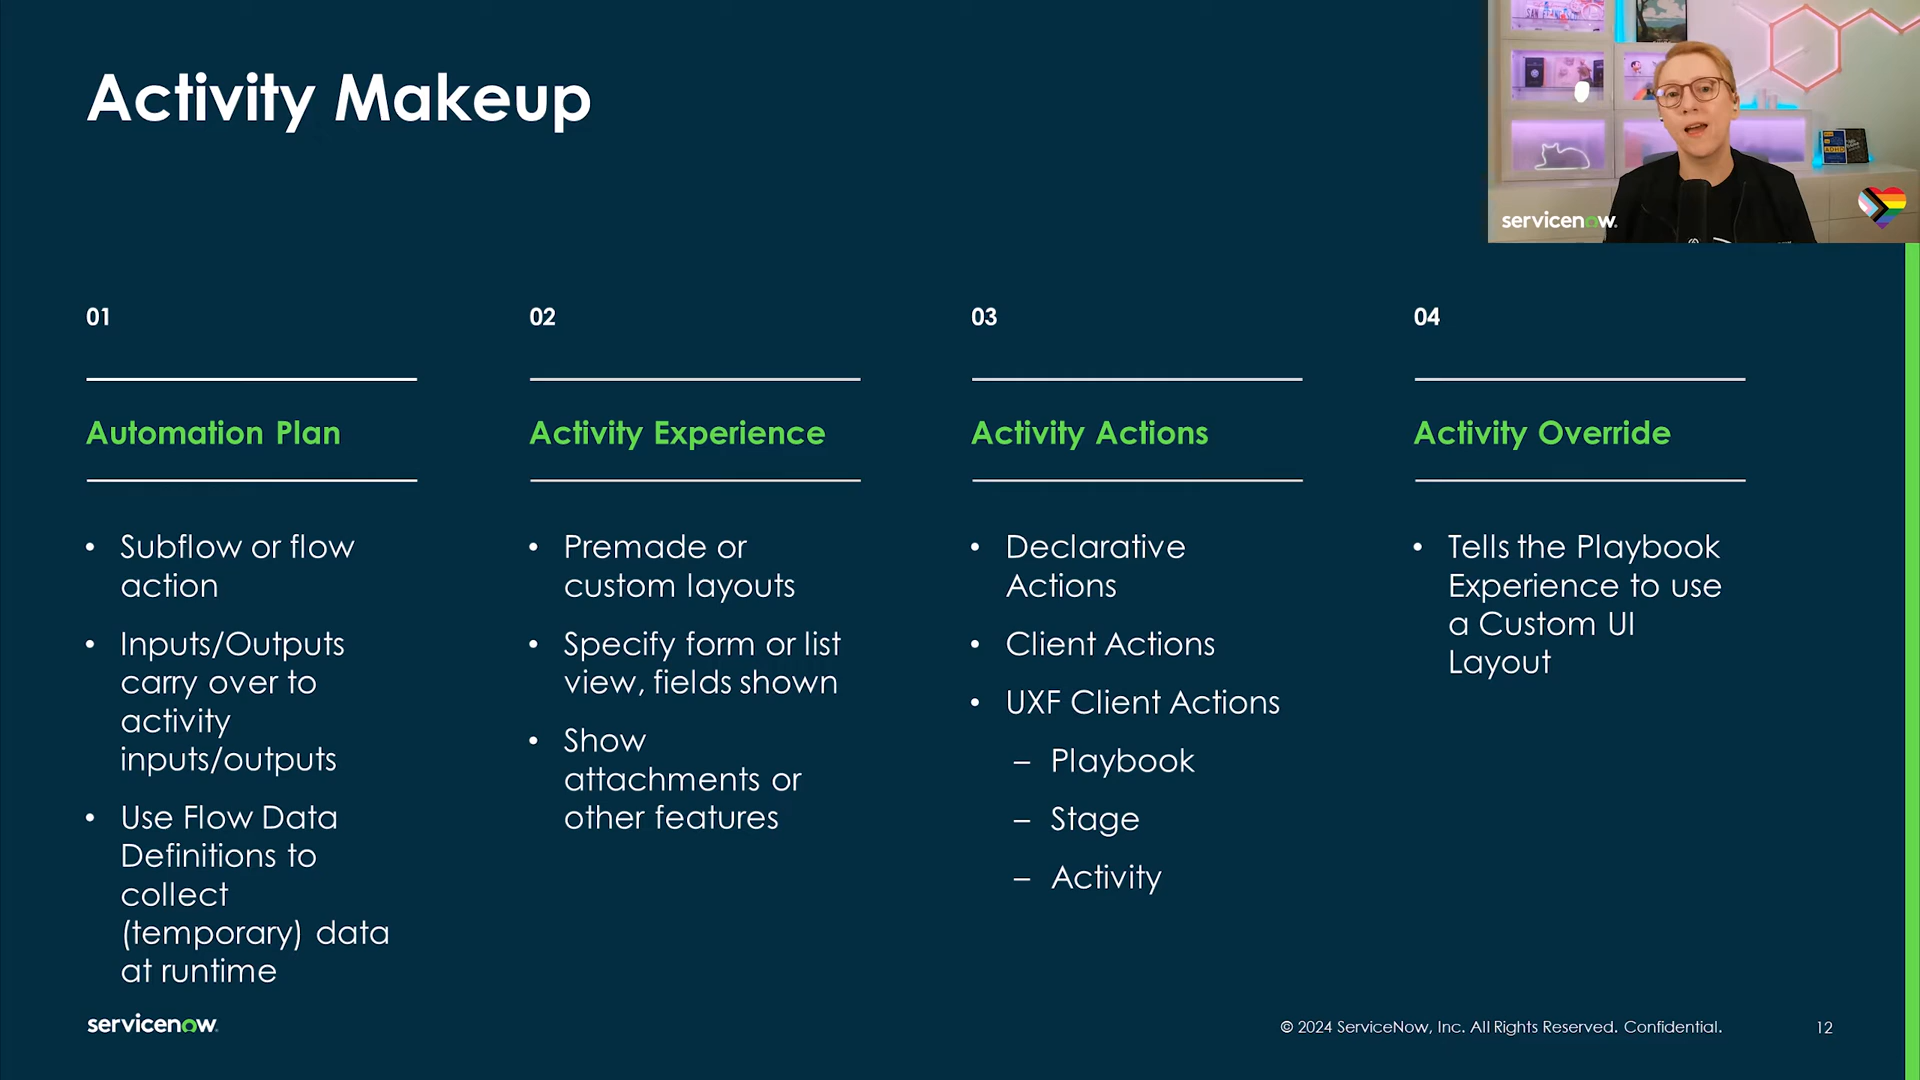 Activity Makeup
SAN FRANCISCO
ADHD
servicenow.
01
Automation Plan
• Subflow or flow
action
• Inputs/Outputs
carry over to
activity
inputs/outputs
• Use Flow Data
Definitions to
collect
(temporary) data
at runtime
02
Activity Experience
• Premade or
custom layouts
• Specify form or list
view, fields shown
• Show
attachments or
other features
03
Activity Actions
• Declarative
Actions
• Client Actions
• UXF Client Actions
– Playbook
– Stage
– Activity
04
Activity Override
• Tells the Playbook
Experience to use
a Custom UI
Layout
servicenow.
© 2024 ServiceNow, Inc. All Rights Reserved. Confidential.
12